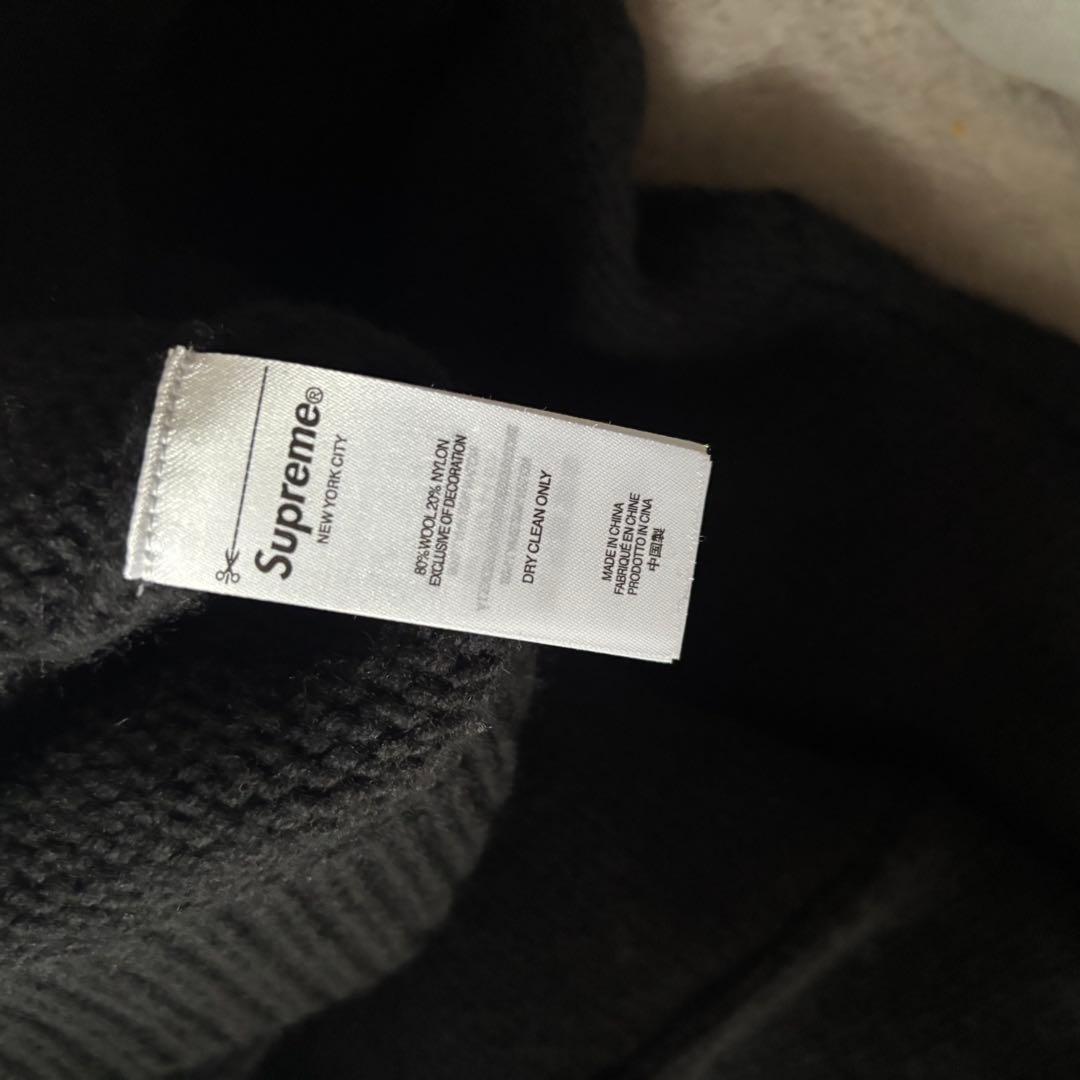 Supreme®
NEW YORK CITY
80% WOOL 20% NYLON
EXCLUSIVE OF DECORATION
DRY CLEAN ONLY
MADE IN CHINA
FABRIQUÉ EN CHINE
PRODOTTO IN CINA
中国製